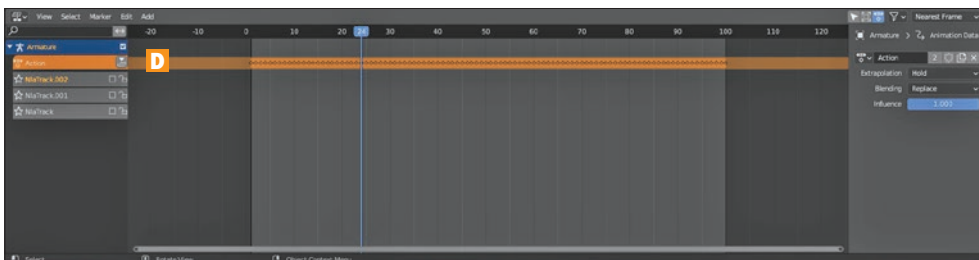 View Select Marker Edit Add
Nearest Frame
-20 -10 0 10 20 24 30 40 50 60 70 80 90 100 110 120
Armature > Animation Data
Armature
Action
D
Action 2
NlaTrack.002
Extrapolation Hold
NlaTrack.001
Blending Replace
NlaTrack
Influence 1.000
Select Rotate View Object Context Menu